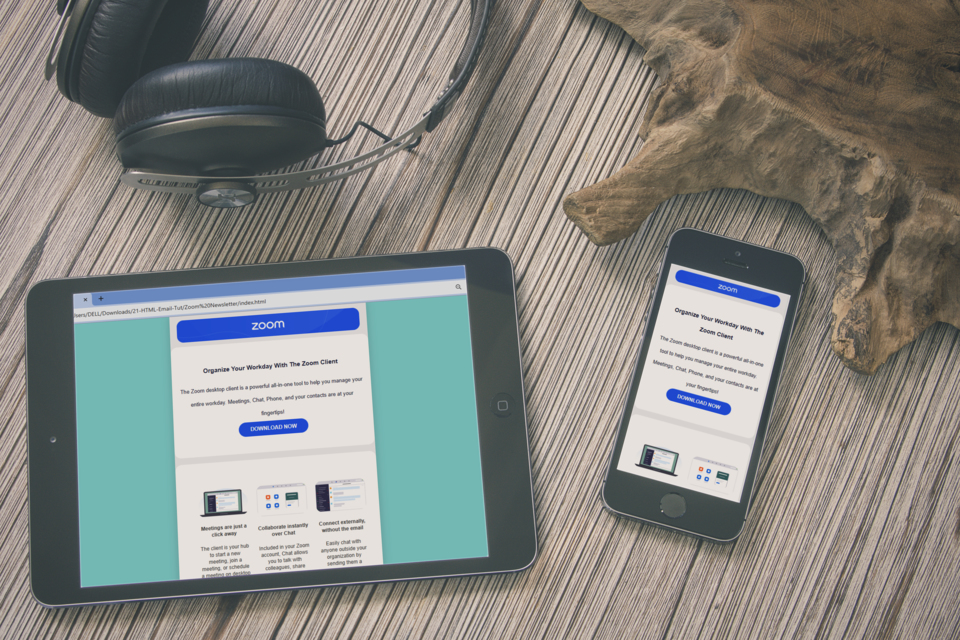 sers/DELL/Downloads/21-HTML-Email-Tut/Zoom%20Newsletter/index.html
zoom
Organize Your Workday With The Zoom Client
The Zoom desktop client is a powerful all-in-one tool to help you manage your
entire workday. Meetings, Chat, Phone, and your contacts are at your
fingertips!
DOWNLOAD NOW
Meetings are just a
click away
The client is your hub
to start a new
meeting, join a
meeting, or schedule
a meeting on desktop
Collaborate instantly
over Chat
Included in your Zoom
account, Chat allows
you to talk with
colleagues, share
Connect externally,
without the email
Easily chat with
anyone outside your
organization by
sending them a
zoom
Organize Your Workday With The
Zoom Client
The Zoom desktop client is a powerful all-in-one
tool to help you manage your entire workday.
Meetings, Chat, Phone, and your contacts are at
your fingertips!
DOWNLOAD NOW